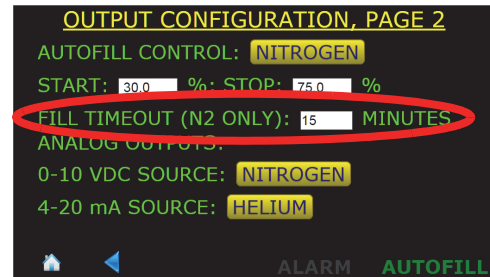 OUTPUT CONFIGURATION, PAGE 2
AUTOFILL CONTROL: NITROGEN
START: 30.0 %: STOP: 75.0 %
FILL TIMEOUT (N2 ONLY): 15 MINUTES
ANALOG OUTPUTS:
0-10 VDC SOURCE: NITROGEN
4-20 mA SOURCE: HELIUM
ALARM AUTOFILL